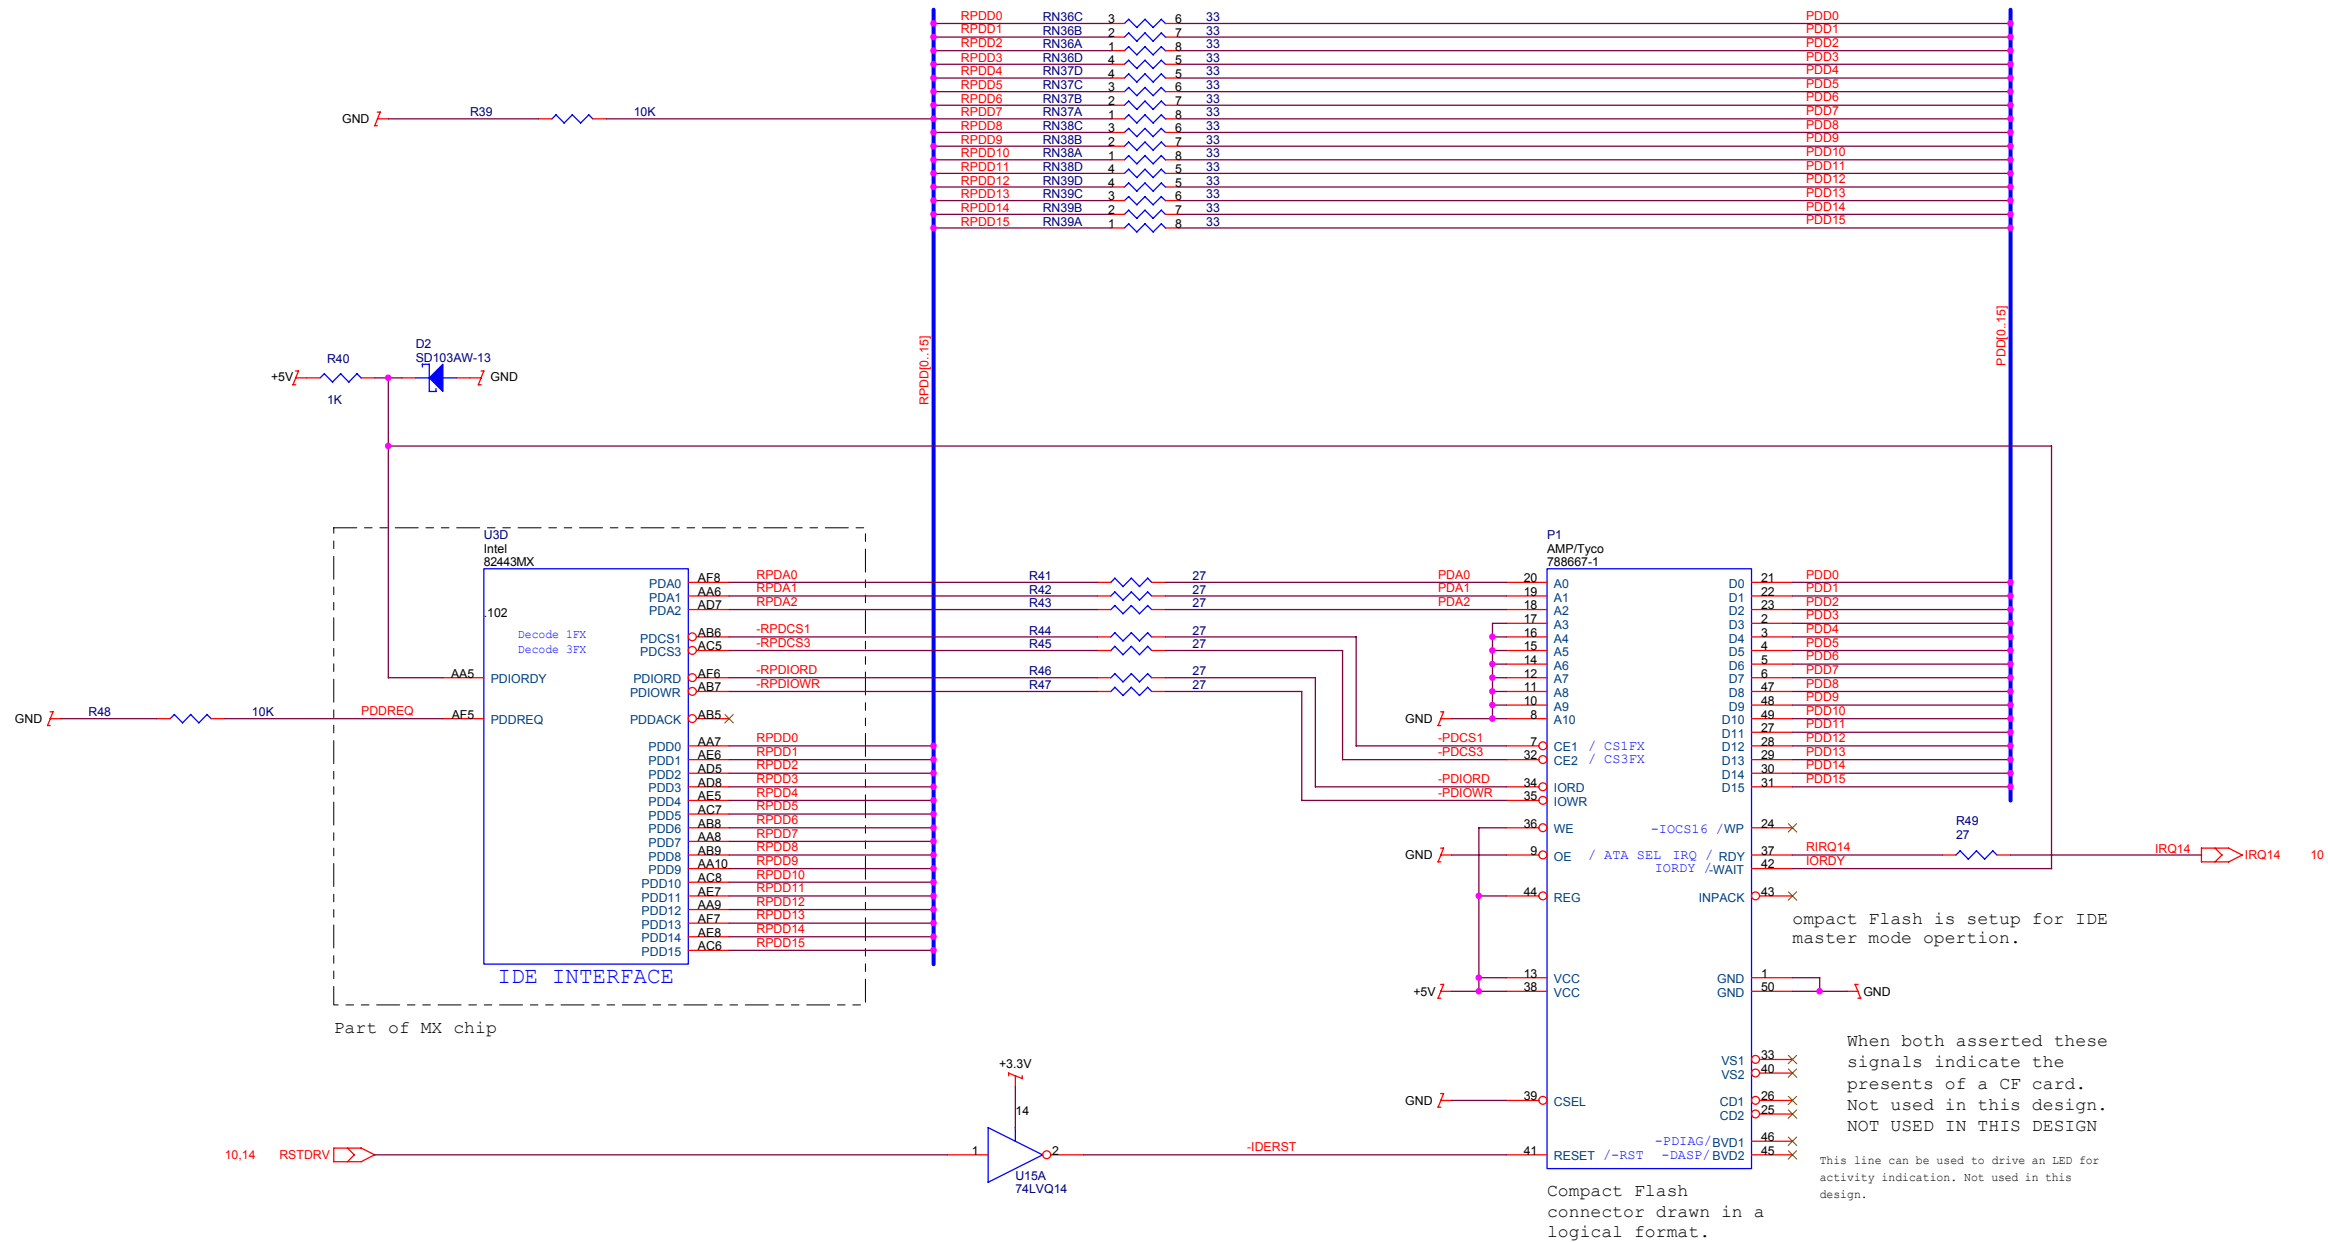 RPDD0 RN36C 3 6 33 PDD0
RPDD1 RN36B 2 7 33 PDD1
RPDD2 RN36A 1 8 33 PDD2
RPDD3 RN36D 4 5 33 PDD3
RPDD4 RN37D 4 5 33 PDD4
RPDD5 RN37C 3 6 33 PDD5
RPDD6 RN37B 2 7 33 PDD6
GND R39 10K RPDD7 RN37A 1 8 33 PDD7
RPDD8 RN38C 3 6 33 PDD8
RPDD9 RN38B 2 7 33 PDD9
RPDD10 RN38A 1 8 33 PDD10
RPDD11 RN38D 4 5 33 PDD11
RPDD12 RN39D 4 5 33 PDD12
RPDD13 RN39C 3 6 33 PDD13
RPDD14 RN39B 2 7 33 PDD14
RPDD15 RN39A 1 8 33 PDD15
RPDD[0..15]
PDD[0..15]
D2
SD103AW-13
R40
+5V GND
1K
U3D
Intel
82443MX
.102
Decode 1FX
Decode 3FX
PDA0 AF8 RPDA0 R41 27 PDA0
PDA1 AA6 RPDA1 R42 27 PDA1
PDA2 AD7 RPDA2 R43 27 PDA2
PDCS1 AB6 -RPDCS1 R44 27
PDCS3 AC5 -RPDCS3 R45 27
AA5 PDIORDY
PDIORD AF6 -RPDIORD R46 27
PDIOWR AB7 -RPDIOWR R47 27
GND R48 10K PDDREQ AF5 PDDREQ
PDDACK AB5
PDD0 AA7 RPDD0
PDD1 AE6 RPDD1
PDD2 AD5 RPDD2
PDD3 AD8 RPDD3
PDD4 AE5 RPDD4
PDD5 AC7 RPDD5
PDD6 AB8 RPDD6
PDD7 AA8 RPDD7
PDD8 AB9 RPDD8
PDD9 AA10 RPDD9
PDD10 AC8 RPDD10
PDD11 AE7 RPDD11
PDD12 AA9 RPDD12
PDD13 AF7 RPDD13
PDD14 AE8 RPDD14
PDD15 AC6 RPDD15
IDE INTERFACE
Part of MX chip
P1
AMP/Tyco
788667-1
20 A0 D0 21 PDD0
19 A1 D1 22 PDD1
18 A2 D2 23 PDD2
17 A3 D3 2 PDD3
16 A4 D4 3 PDD4
15 A5 D5 4 PDD5
14 A6 D6 5 PDD6
12 A7 D7 6 PDD7
11 A8 D8 47 PDD8
10 A9 D9 48 PDD9
GND 8 A10 D10 49 PDD10
D11 27 PDD11
-PDCS1 7 CE1 / CS1FX D12 28 PDD12
-PDCS3 32 CE2 / CS3FX D13 29 PDD13
D14 30 PDD14
-PDIORD 34 IORD D15 31 PDD15
-PDIOWR 35 IOWR
36 WE -IOCS16 /WP 24
R49
27
GND 9 OE / ATA SEL IRQ / RDY 37 RIRQ14 IRQ14 IRQ14 10
IORDY /-WAIT 42 IORDY
44 REG INPACK 43
ompact Flash is setup for IDE
master mode opertion.
13 VCC GND 1
+5V 38 VCC GND 50 GND
VS1 33
VS2 40
When both asserted these
signals indicate the
presents of a CF card.
Not used in this design.
NOT USED IN THIS DESIGN
GND 39 CSEL CD1 26
CD2 25
-PDIAG/BVD1 46
41 RESET /-RST -DASP/BVD2 45
This line can be used to drive an LED for
activity indication. Not used in this
design.
+3.3V
14
10,14 RSTDRV 1 2 -IDERST
U15A
74LVQ14
Compact Flash
connector drawn in a
logical format.